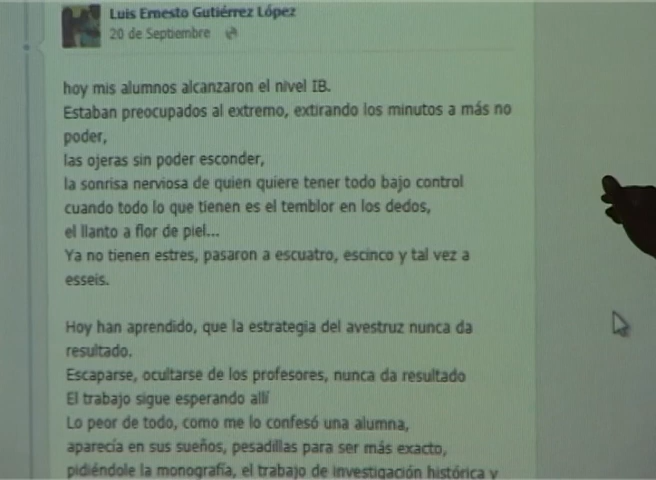 Luis Ernesto Gutiérrez López
20 de Septiembre
hoy mis alumnos alcanzaron el nivel IB.
Estaban preocupados al extremo, extirando los minutos a más no
poder,
las ojeras sin poder esconder,
la sonrisa nerviosa de quien quiere tener todo bajo control
cuando todo lo que tienen es el temblor en los dedos,
el llanto a flor de piel...
Ya no tienen estres, pasaron a escuatro, escinco y tal vez a
esseis.
Hoy han aprendido, que la estrategia del avestruz nunca da
resultado.
Escaparse, ocultarse de los profesores, nunca da resultado
El trabajo sigue esperando allí
Lo peor de todo, como me lo confesó una alumna,
aparecía en sus sueños, pesadillas para ser más exacto,
pidiéndole la monografía, el trabajo de investigación histórica y